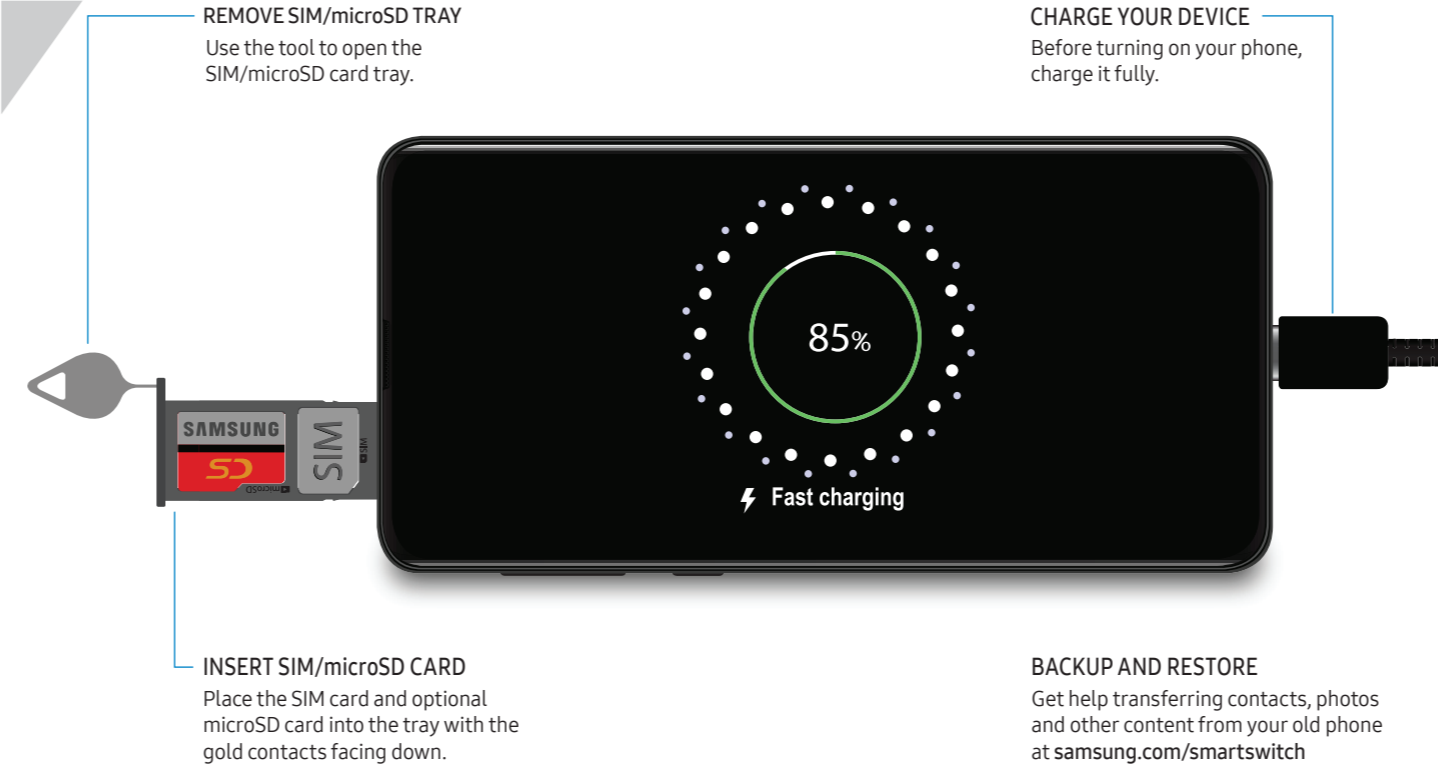 REMOVE SIM/microSD TRAY
Use the tool to open the
SIM/microSD card tray.
CHARGE YOUR DEVICE
Before turning on your phone,
charge it fully.
85%
Fast charging
SAMSUNG
SD
microSD
SIM
SIM
INSERT SIM/microSD CARD
Place the SIM card and optional
microSD card into the tray with the
gold contacts facing down.
BACKUP AND RESTORE
Get help transferring contacts, photos
and other content from your old phone
at samsung.com/smartswitch